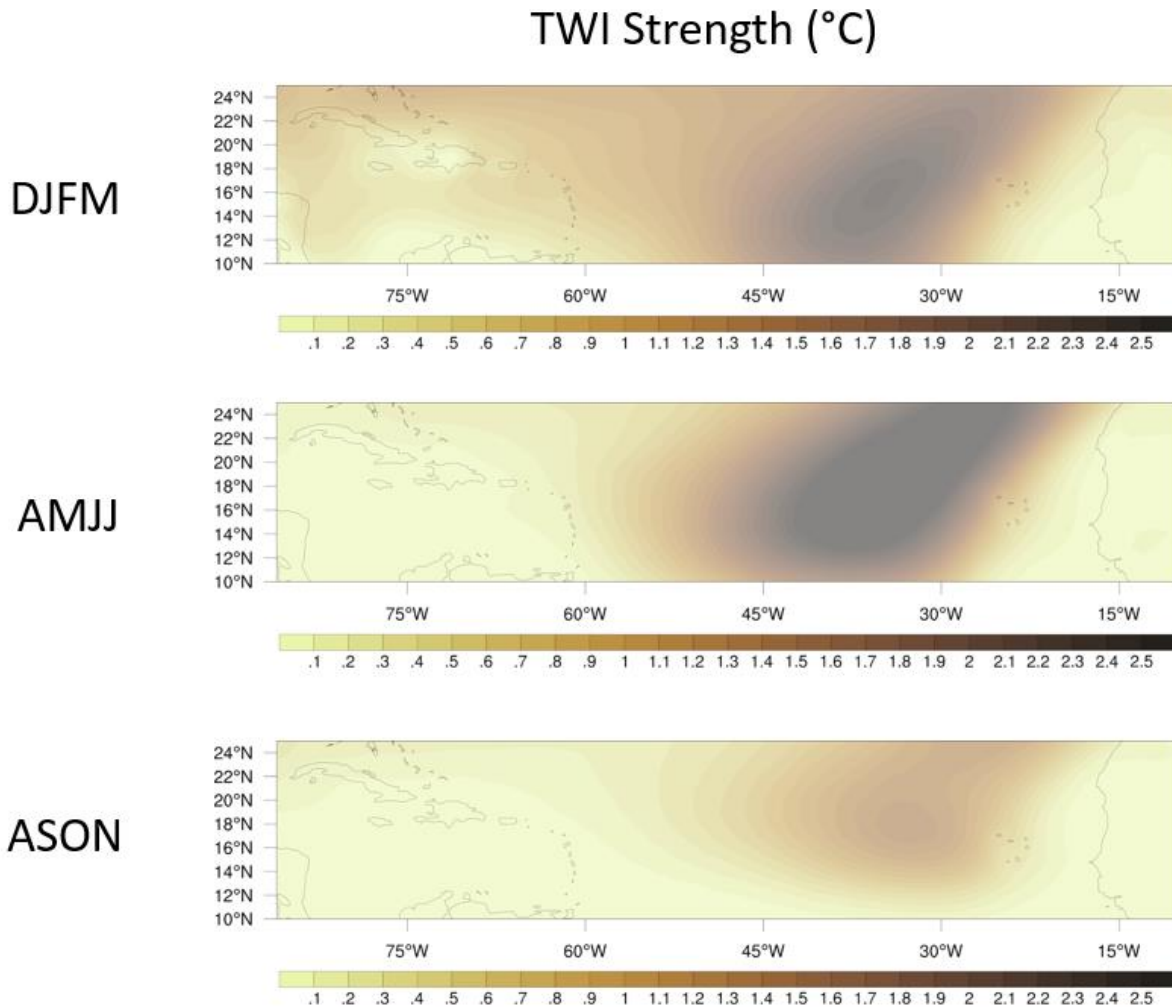 TWI Strength (°C)
DJFM
24°N
22°N
20°N
18°N
16°N
14°N
12°N
10°N
75°W 60°W 45°W 30°W 15°W
.1 .2 .3 .4 .5 .6 .7 .8 .9 1 1.1 1.2 1.3 1.4 1.5 1.6 1.7 1.8 1.9 2 2.1 2.2 2.3 2.4 2.5
AMJJ
24°N
22°N
20°N
18°N
16°N
14°N
12°N
10°N
75°W 60°W 45°W 30°W 15°W
.1 .2 .3 .4 .5 .6 .7 .8 .9 1 1.1 1.2 1.3 1.4 1.5 1.6 1.7 1.8 1.9 2 2.1 2.2 2.3 2.4 2.5
ASON
24°N
22°N
20°N
18°N
16°N
14°N
12°N
10°N
75°W 60°W 45°W 30°W 15°W
.1 .2 .3 .4 .5 .6 .7 .8 .9 1 1.1 1.2 1.3 1.4 1.5 1.6 1.7 1.8 1.9 2 2.1 2.2 2.3 2.4 2.5